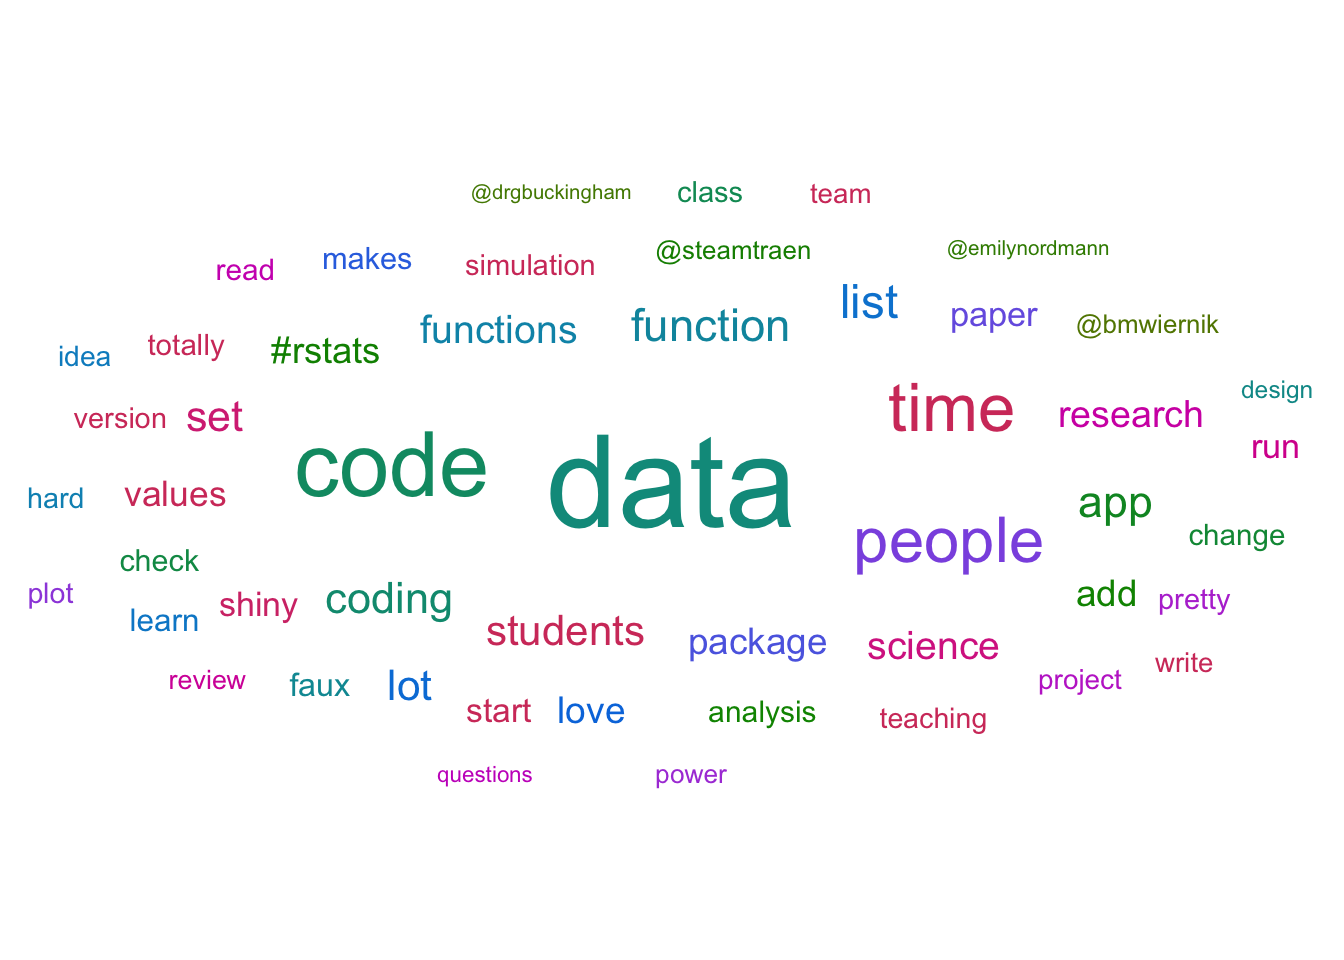 @drgbuckingham
class
team
@steamtraen
@emilynordmann
read
makes
simulation
list
paper
@bmwiernik
functions
function
#rstats
totally
idea
design
time
research
version
set
run
code
data
hard
values
app
people
change
check
plot
learn
shiny
coding
add
pretty
students
package
science
write
review
faux
lot
project
start
love
analysis
teaching
questions
power